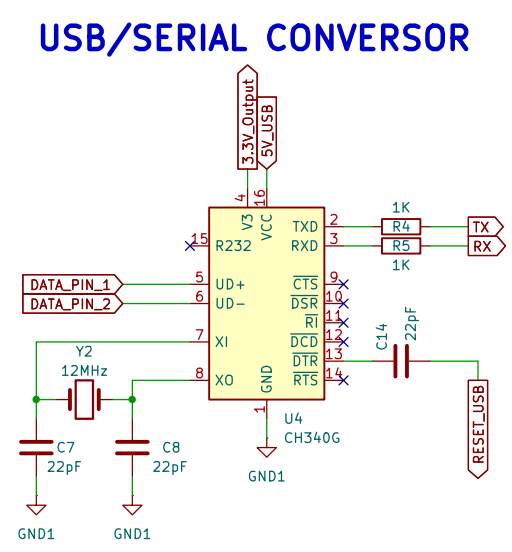 USB/SERIAL CONVERSOR
3.3V_Output
5V_USB
4
16
V3
VCC
1K
15
R232
TXD
2
R4
TX
RXD
3
R5
RX
1K
DATA_PIN_1
5
UD+
CTS
9
DATA_PIN_2
6
UD-
DSR
10
RI
11
C14
22pF
7
XI
DCD
12
Y2
12MHz
DTR
13
8
XO
GND
RTS
14
1
U4
CH340G
RESET_USB
C7
22pF
C8
22pF
GND1
GND1
GND1